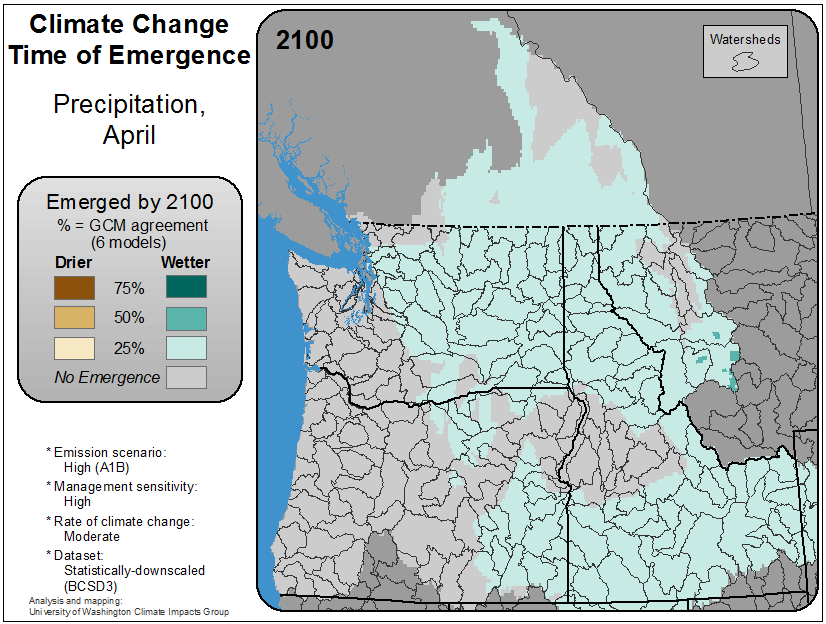 Climate Change
Time of Emergence
Precipitation,
April
Emerged by 2100
% = GCM agreement
(6 models)
Drier Wetter
75%
50%
25%
No Emergence
* Emission scenario:
High (A1B)
* Management sensitivity:
High
* Rate of climate change:
Moderate
* Dataset:
Statistically-downscaled
(BCSD3)
Analysis and mapping:
University of Washington Climate Impacts Group
2100
Watersheds